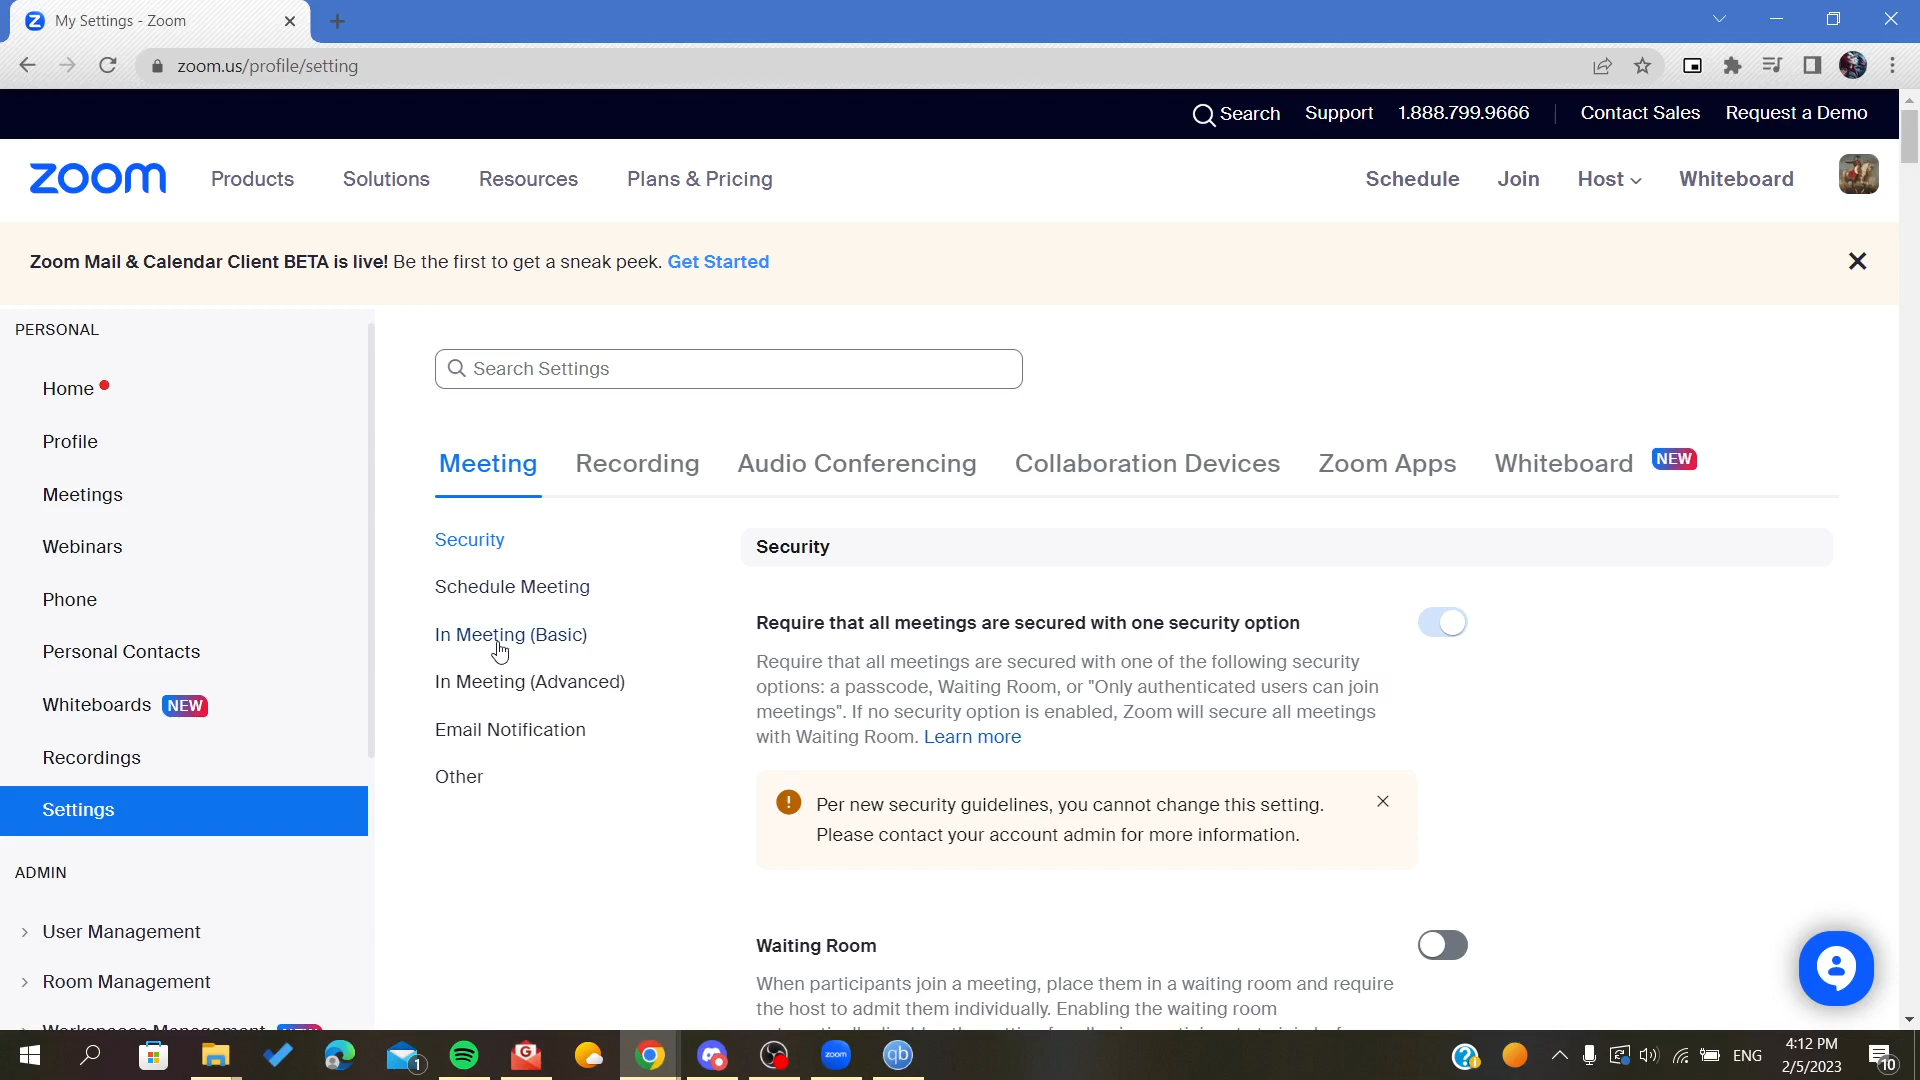 My Settings - Zoom
zoom.us/profile/setting
Search Support 1.888.799.9666 Contact Sales Request a Demo
zoom Products Solutions Resources Plans & Pricing Schedule Join Host Whiteboard
Zoom Mail & Calendar Client BETA is live! Be the first to get a sneak peek. Get Started
PERSONAL
Home
Profile
Meetings
Webinars
Phone
Personal Contacts
Whiteboards NEW
Recordings
Settings
ADMIN
User Management
Room Management
Search Settings
Meeting Recording Audio Conferencing Collaboration Devices Zoom Apps Whiteboard NEW
Security
Schedule Meeting
In Meeting (Basic)
In Meeting (Advanced)
Email Notification
Other
Security
Require that all meetings are secured with one security option
Require that all meetings are secured with one of the following security
options: a passcode, Waiting Room, or "Only authenticated users can join
meetings". If no security option is enabled, Zoom will secure all meetings
with Waiting Room. Learn more
Per new security guidelines, you cannot change this setting.
Please contact your account admin for more information.
Waiting Room
When participants join a meeting, place them in a waiting room and require
the host to admit them individually. Enabling the waiting room
1
G
zoom
qb
ENG
4:12 PM
2/5/2023
10